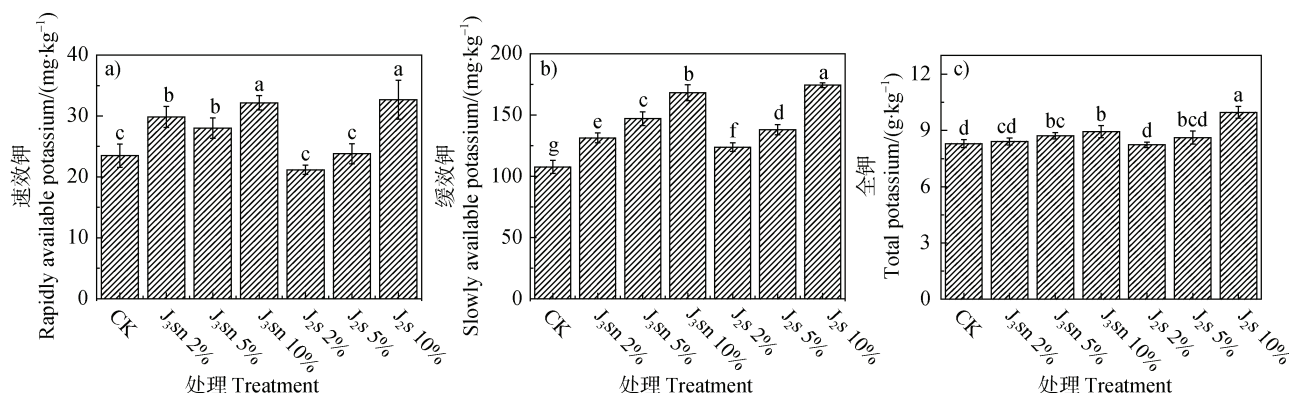 速效钾
Rapidly available potassium/(mg·kg⁻¹)
40
30
20
10
0
a)
c
b
b
a
c
c
a
CK
J₃sn 2%
J₃sn 5%
J₃sn 10%
J₂s 2%
J₂s 5%
J₂s 10%
处理 Treatment
缓效钾
Slowly available potassium/(mg·kg⁻¹)
200
150
100
50
0
b)
g
e
c
b
f
d
a
CK
J₃sn 2%
J₃sn 5%
J₃sn 10%
J₂s 2%
J₂s 5%
J₂s 10%
处理 Treatment
全钾
Total potassium/(g·kg⁻¹)
12
9
6
3
0
c)
d
cd
bc
b
d
bcd
a
CK
J₃sn 2%
J₃sn 5%
J₃sn 10%
J₂s 2%
J₂s 5%
J₂s 10%
处理 Treatment